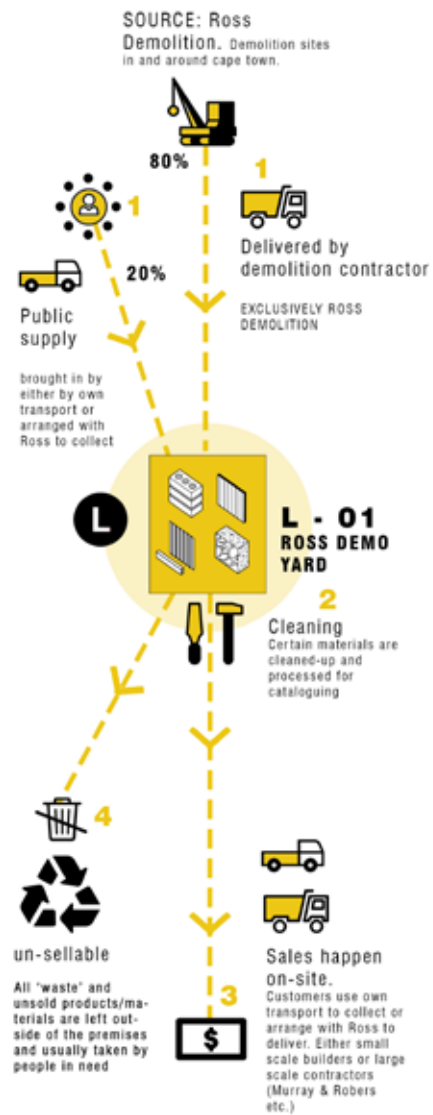 SOURCE: Ross
Demolition. Demolition sites
in and around cape town.
80%
1
Delivered by
demolition contractor
EXCLUSIVELY ROSS
DEMOLITION
1
20%
Public
supply
brought in by
either by own
transport or
arranged with
Ross to collect
L
L - 01
ROSS DEMO
YARD
2
Cleaning
Certain materials are
cleaned-up and
processed for
cataloguing
4
un-sellable
All 'waste' and
unsold products/ma-
terials are left out-
side of the premises
and usually taken by
people in need
3
$
Sales happen
on-site.
Customers use own
transport to collect or
arrange with Ross to
deliver. Either small
scale builders or large
scale contractors
(Murray & Robers
etc.)